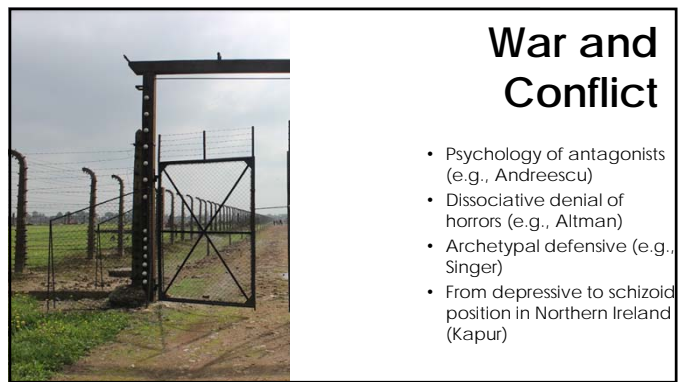 War and
Conflict
• Psychology of antagonists
(e.g., Andreescu)
• Dissociative denial of
horrors (e.g., Altman)
• Archetypal defensive (e.g.,
Singer)
• From depressive to schizoid
position in Northern Ireland
(Kapur)